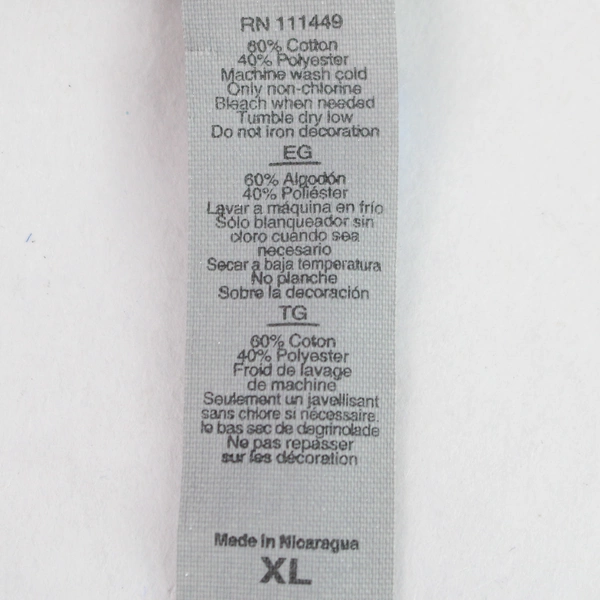 RN 111449
60% Cotton
40% Polyester
Machine wash cold
Only non-chlorine
Bleach when needed
Tumble dry low
Do not iron decoration
EG
60% Algodón
40% Poliéster
Lavar a máquina en frío
Sólo blanqueador sin
cloro cuando sea
necesario
Secar a baja temperatura
No planche
Sobre la decoración
TG
60% Coton
40% Polyester
Froid de lavage
de machine
Seulement un javellisant
sans chlore si nécessaire.
le bas sec de degrinolade
Ne pas repasser
sur les décoration
Made in Nicaragua
XL